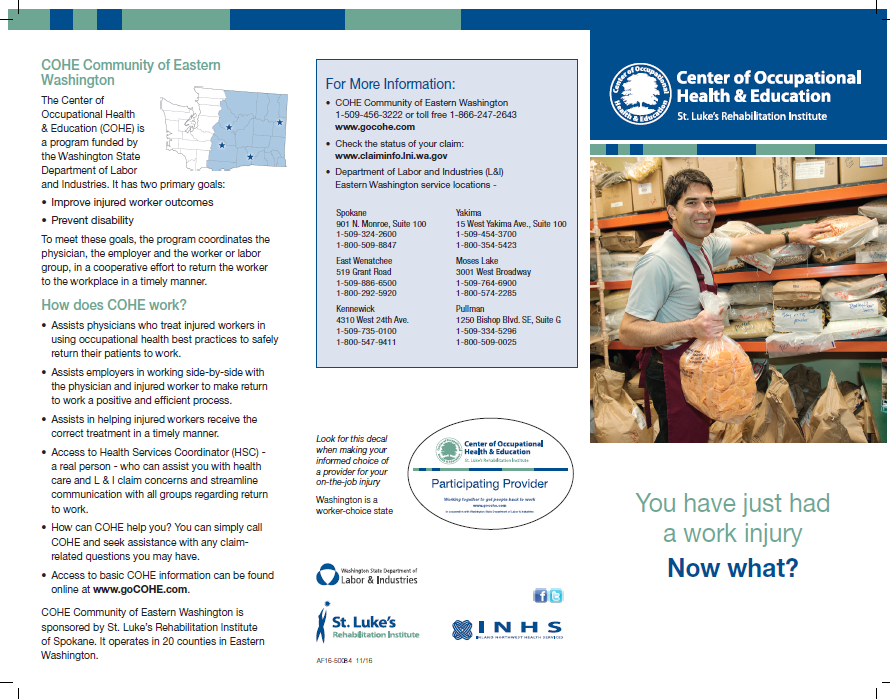 COHE Community of Eastern
Washington
The Center of
Occupational Health
& Education (COHE) is
a program funded by
the Washington State
Department of Labor
and Industries. It has two primary goals:
• Improve injured worker outcomes
• Prevent disability
To meet these goals, the program coordinates the
physician, the employer and the worker or labor
group, in a cooperative effort to return the worker
to the workplace in a timely manner.
How does COHE work?
• Assists physicians who treat injured workers in
using occupational health best practices to safely
return their patients to work.
• Assists employers in working side-by-side with
the physician and injured worker to make return
to work a positive and efficient process.
• Assists in helping injured workers receive the
correct treatment in a timely manner.
• Access to Health Services Coordinator (HSC) -
a real person - who can assist you with health
care and L & I claim concerns and streamline
communication with all groups regarding return
to work.
• How can COHE help you? You can simply call
COHE and seek assistance with any claim-
related questions you may have.
• Access to basic COHE information can be found
online at www.goCOHE.com.
COHE Community of Eastern Washington is
sponsored by St. Luke's Rehabilitation Institute
of Spokane. It operates in 20 counties in Eastern
Washington.
For More Information:
• COHE Community of Eastern Washington
1-509-456-3222 or toll free 1-866-247-2643
www.gocohe.com
• Check the status of your claim:
www.claiminfo.lni.wa.gov
• Department of Labor and Industries (L&I)
Eastern Washington service locations -
Spokane
901 N. Monroe, Suite 100
1-509-324-2600
1-800-509-8847
Yakima
15 West Yakima Ave., Suite 100
1-509-454-3700
1-800-354-5423
East Wenatchee
519 Grant Road
1-509-886-6500
1-800-292-5920
Moses Lake
3001 West Broadway
1-509-764-6900
1-800-574-2285
Kennewick
4310 West 24th Ave.
1-509-735-0100
1-800-547-9411
Pullman
1250 Bishop Blvd. SE, Suite G
1-509-334-5296
1-800-509-0025
Look for this decal
when making your
informed choice of
a provider for your
on-the-job injury
Washington is a
worker-choice state
Center of Occupational
Health & Education
St. Luke's Rehabilitation Institute
Participating Provider
Working together to get people back to work
www.gocohe.com
Washington State Department of
Labor & Industries
St. Luke's
Rehabilitation Institute
INHS
INLAND NORTHWEST HEALTH SERVICES
AF16-60084 11/16
Center of Occupational
Health & Education
Center of Occupational
Health & Education
St. Luke's Rehabilitation Institute
You have just had
a work injury
Now what?